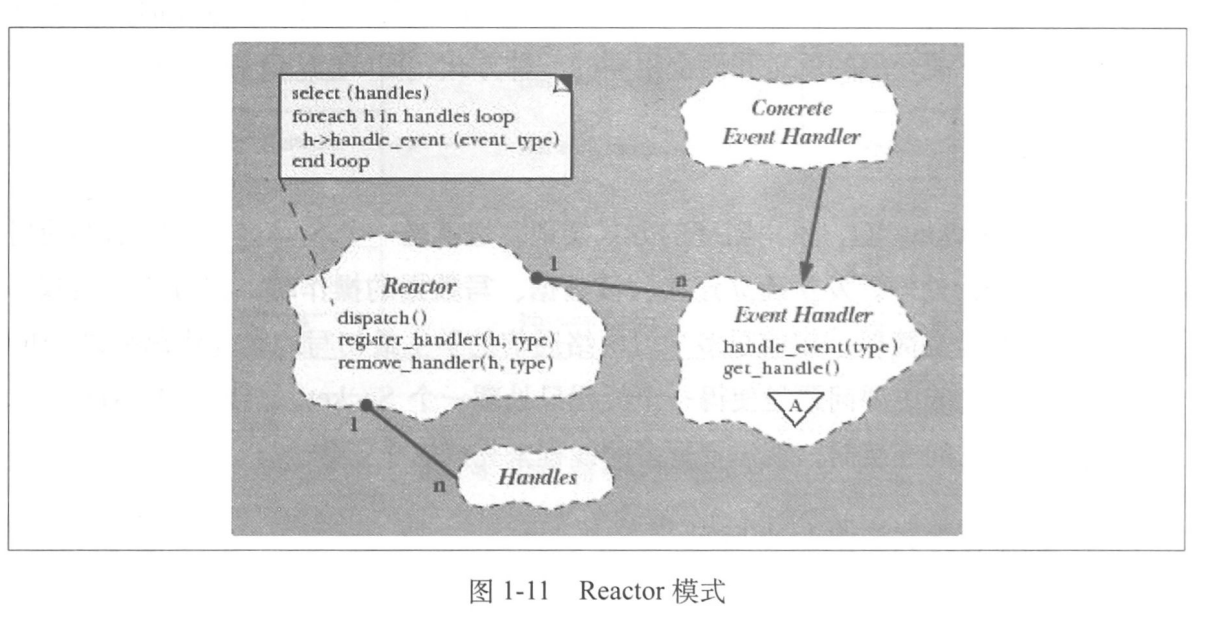 select (handles)
foreach h in handles loop
h->handle_event (event_type)
end loop
Concrete
Event Handler
1
n
Reactor
dispatch()
register_handler(h, type)
remove_handler(h, type)
Event Handler
handle_event(type)
get_handle()
A
1
n
Handles
图 1-11 Reactor 模式